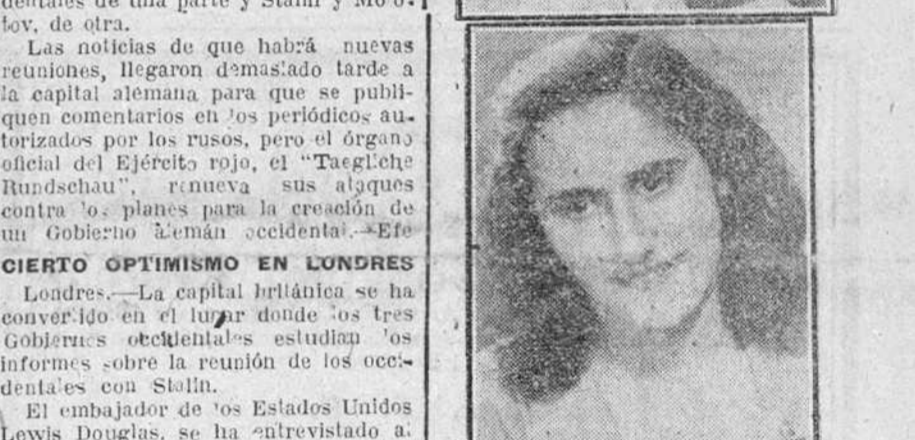 dentales de una parte y Stalin y Molo-
tov, de otra.
Las noticias de que habrá nuevas
reuniones, llegaron demasiado tarde a
la capital alemana para que se publi-
quen comentarios en los periódicos au-
torizados por los rusos, pero el órgano
oficial del Ejército rojo, el "Taegliche
Rundschau", renueva sus ataques
contra los planes para la creación de
un Gobierno alemán occidental.—Efe
CIERTO OPTIMISMO EN LONDRES
Londres.—La capital británica se ha
convertido en el lugar donde los tres
Gobiernos occidentales estudian los
informes sobre la reunión de los occi-
dentales con Stalin.
El embajador de los Estados Unidos
Lewis Douglas, se ha entrevistado al